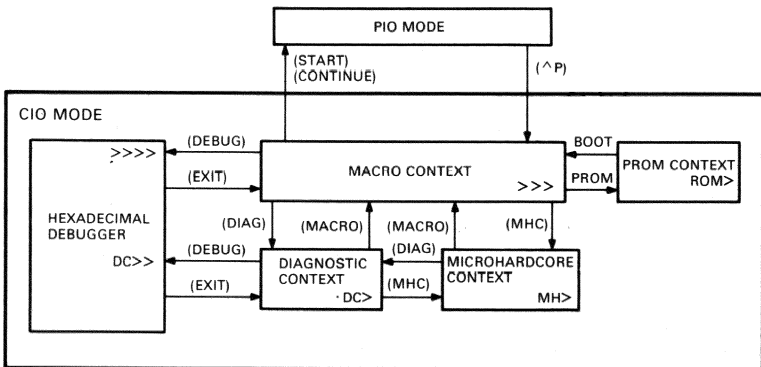 PIO MODE
(START)
(CONTINUE)
(^P)
CIO MODE
>>>>
(DEBUG)
(EXIT)
MACRO CONTEXT
>>>
BOOT
PROM
PROM CONTEXT
ROM>
HEXADECIMAL
DEBUGGER
DC>>
(DIAG)
(MACRO)
(MACRO)
(MHC)
(DEBUG)
(EXIT)
DIAGNOSTIC
CONTEXT
DC>
(DIAG)
(MHC)
MICROHARDCORE
CONTEXT
MH>